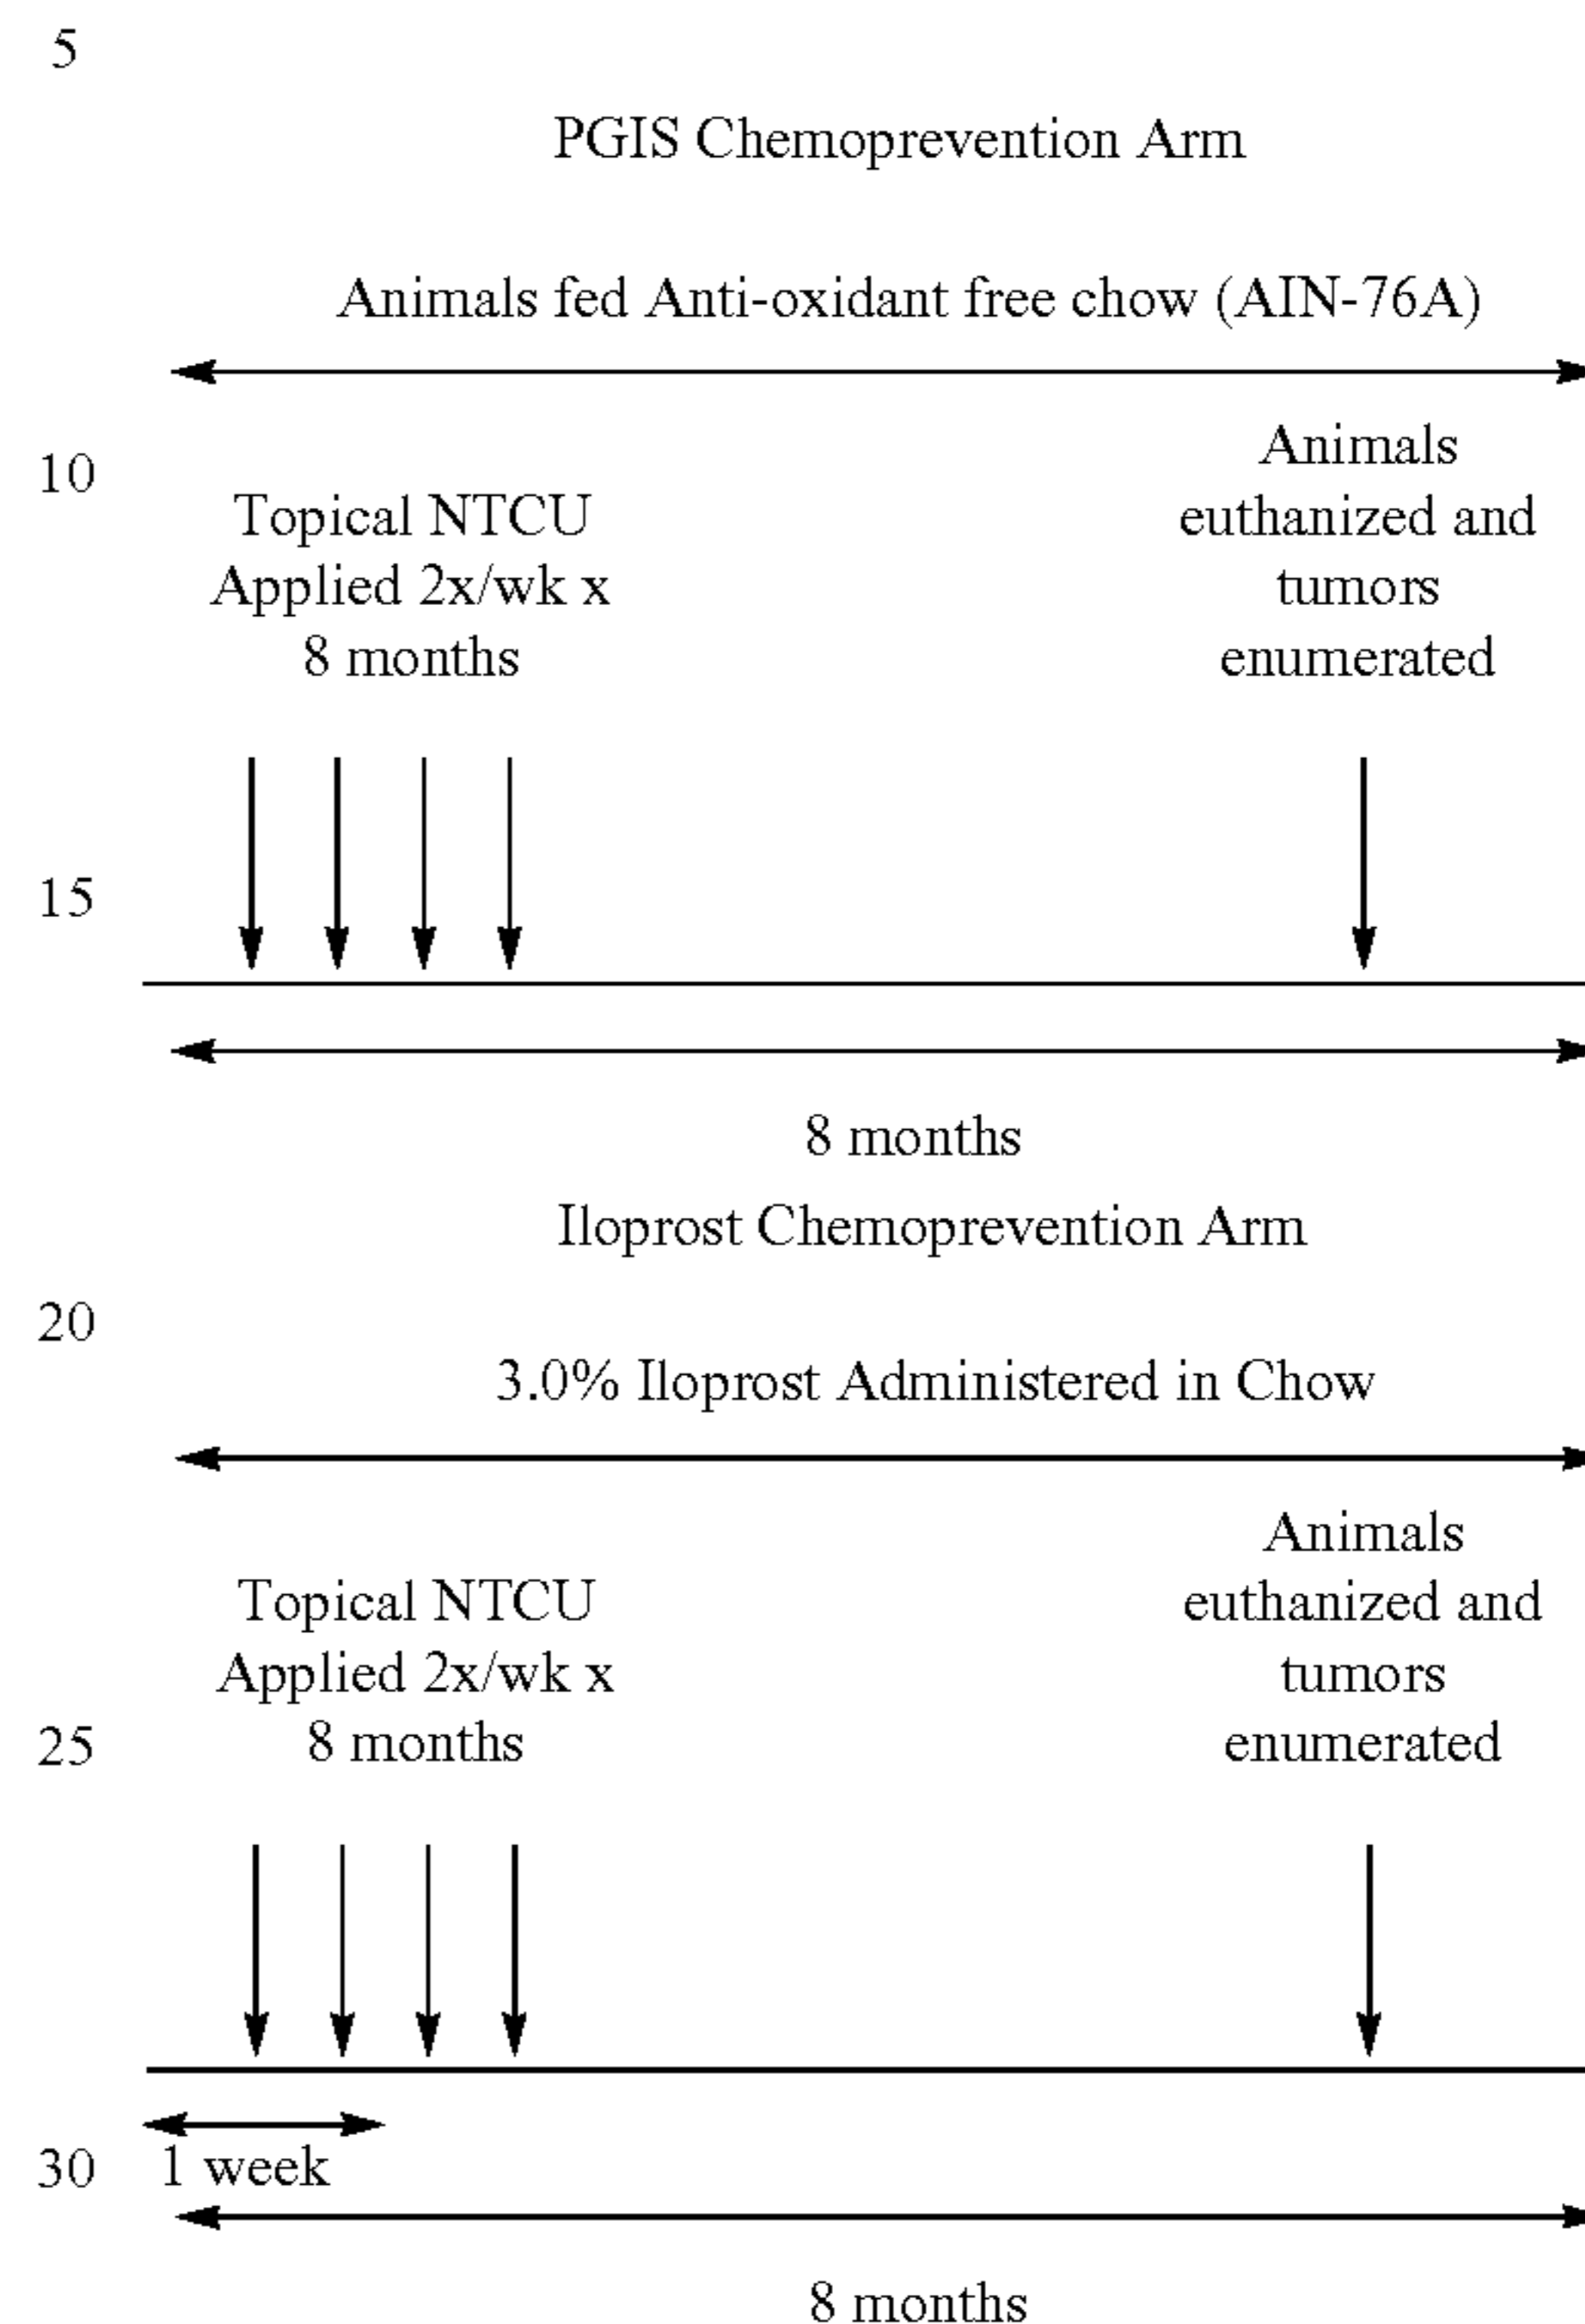 5
PGIS Chemoprevention Arm
Animals fed Anti-oxidant free chow (AIN-76A)
10
Topical NTCU
Applied 2x/wk x
8 months
Animals
euthanized and
tumors
enumerated
15
8 months
Iloprost Chemoprevention Arm
20
3.0% Iloprost Administered in Chow
Topical NTCU
Applied 2x/wk x
8 months
Animals
euthanized and
tumors
enumerated
25
30
1 week
8 months